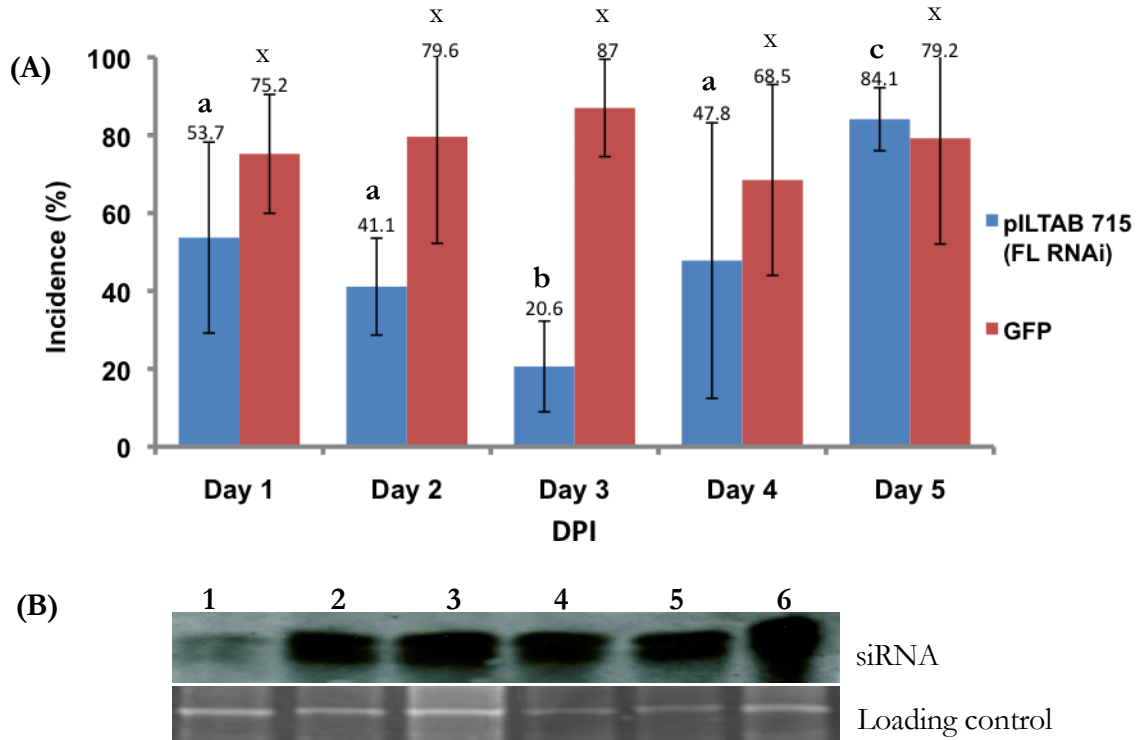 (A)
Incidence (%)
100
80
60
40
20
0
a
53.7
x
75.2
a
41.1
x
79.6
b
20.6
x
87
a
47.8
x
68.5
c
84.1
x
79.2
Day 1 Day 2 Day 3 Day 4 Day 5
DPI
pILTAB 715
(FL RNAi)
GFP
(B)
1 2 3 4 5 6
siRNA
Loading control